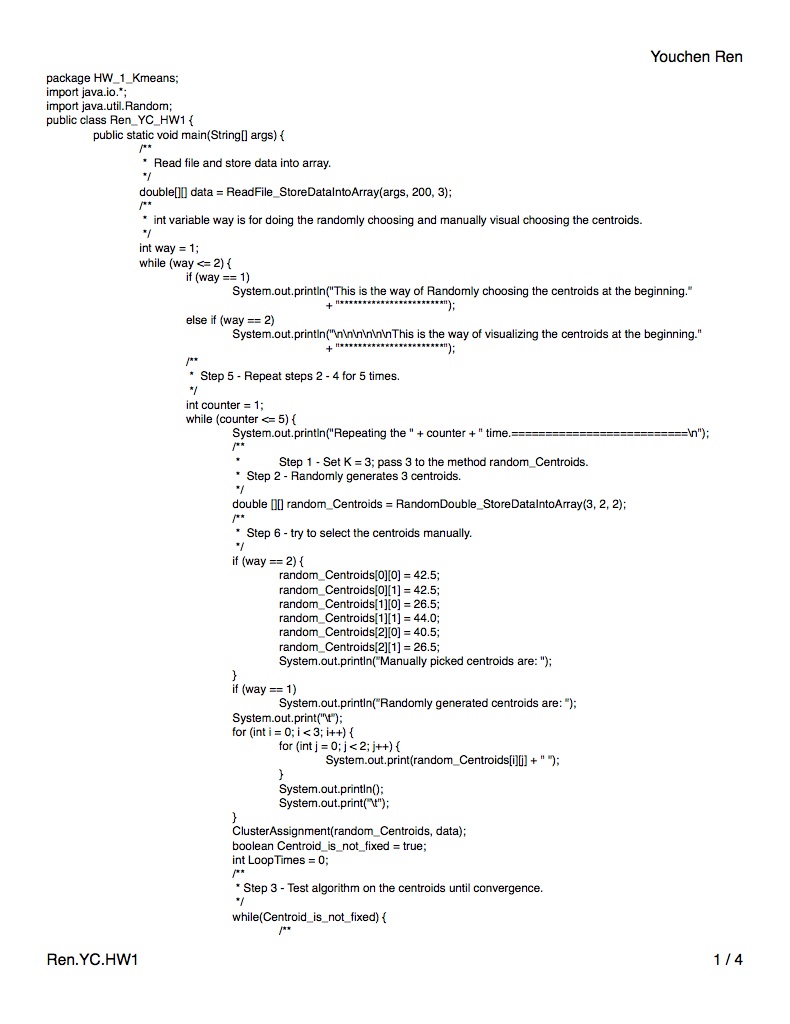 Youchen Ren
package HW_1_Kmeans;
import java.io.*;
import java.util.Random;
public class Ren_YC_HW1 {
public static void main(String[] args) {
/**
* Read file and store data into array.
*/
double[][] data = ReadFile_StoreDataIntoArray(args, 200, 3);
/**
* int variable way is for doing the randomly choosing and manually visual choosing the centroids.
*/
int way = 1;
while (way <= 2) {
if (way == 1)
System.out.println("This is the way of Randomly choosing the centroids at the beginning."
+ "************************");
else if (way == 2)
System.out.println("\n\n\n\n\n\nThis is the way of visualizing the centroids at the beginning."
+ "************************");
/**
* Step 5 - Repeat steps 2 - 4 for 5 times.
*/
int counter = 1;
while (counter <= 5) {
System.out.println("Repeating the " + counter + " time.==========================\n");
/**
* Step 1 - Set K = 3; pass 3 to the method random_Centroids.
* Step 2 - Randomly generates 3 centroids.
*/
double [][] random_Centroids = RandomDouble_StoreDataIntoArray(3, 2, 2);
/**
* Step 6 - try to select the centroids manually.
*/
if (way == 2) {
random_Centroids[0][0] = 42.5;
random_Centroids[0][1] = 42.5;
random_Centroids[1][0] = 26.5;
random_Centroids[1][1] = 44.0;
random_Centroids[2][0] = 40.5;
random_Centroids[2][1] = 26.5;
System.out.println("Manually picked centroids are: ");
}
if (way == 1)
System.out.println("Randomly generated centroids are: ");
System.out.print("\t");
for (int i = 0; i < 3; i++) {
for (int j = 0; j < 2; j++) {
System.out.print(random_Centroids[i][j] + " ");
}
System.out.println();
System.out.print("\t");
}
ClusterAssignment(random_Centroids, data);
boolean Centroid_is_not_fixed = true;
int LoopTimes = 0;
/**
* Step 3 - Test algorithm on the centroids until convergence.
*/
while(Centroid_is_not_fixed) {
/**
Ren.YC.HW1
1 / 4